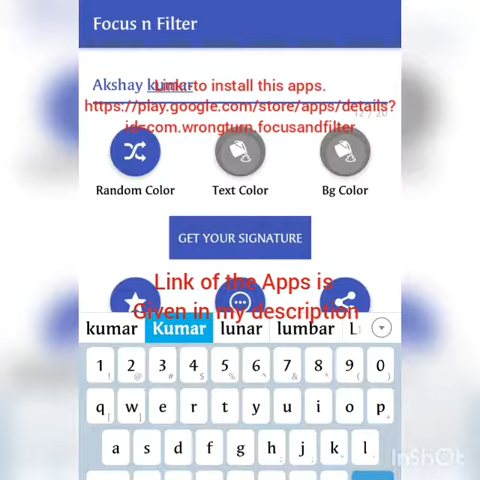 Focus n Filter
Akshay kumar
Link to install this apps.
https://play.google.com/store/apps/details?
id=com.wrongturn.focusandfilter
12 / 20
Random Color Text Color Bg Color
GET YOUR SIGNATURE
Link of the Apps is
Given in my description
kumar Kumar lunar lumbar
1 2 3 4 5 6 7 8 9 0
! @ # $ % ^ & * ( )
q w e r t y u i o p
a s d f g h j k l
InShot